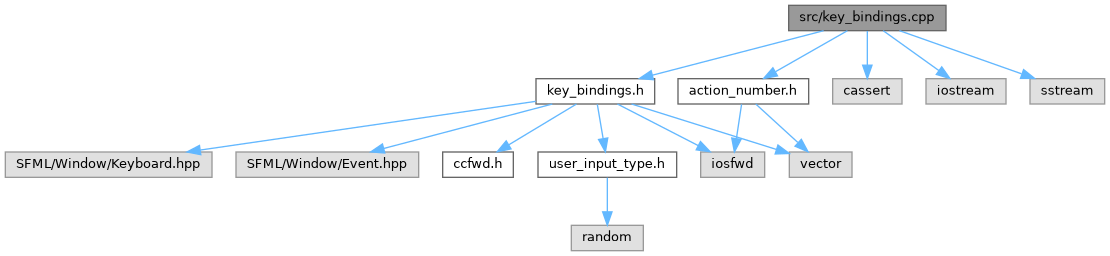 src/key_bindings.cpp
key_bindings.h
action_number.h
cassert
iostream
sstream
SFML/Window/Keyboard.hpp
SFML/Window/Event.hpp
ccfwd.h
user_input_type.h
iosfwd
vector
random